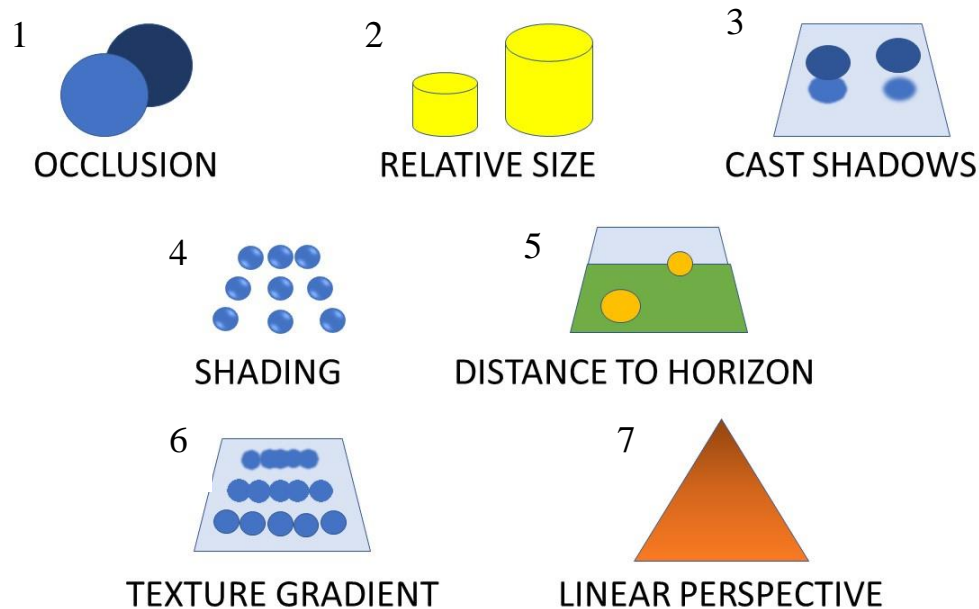 1
2
3
OCCLUSION
RELATIVE SIZE
CAST SHADOWS
4
5
SHADING
DISTANCE TO HORIZON
6
7
TEXTURE GRADIENT
LINEAR PERSPECTIVE